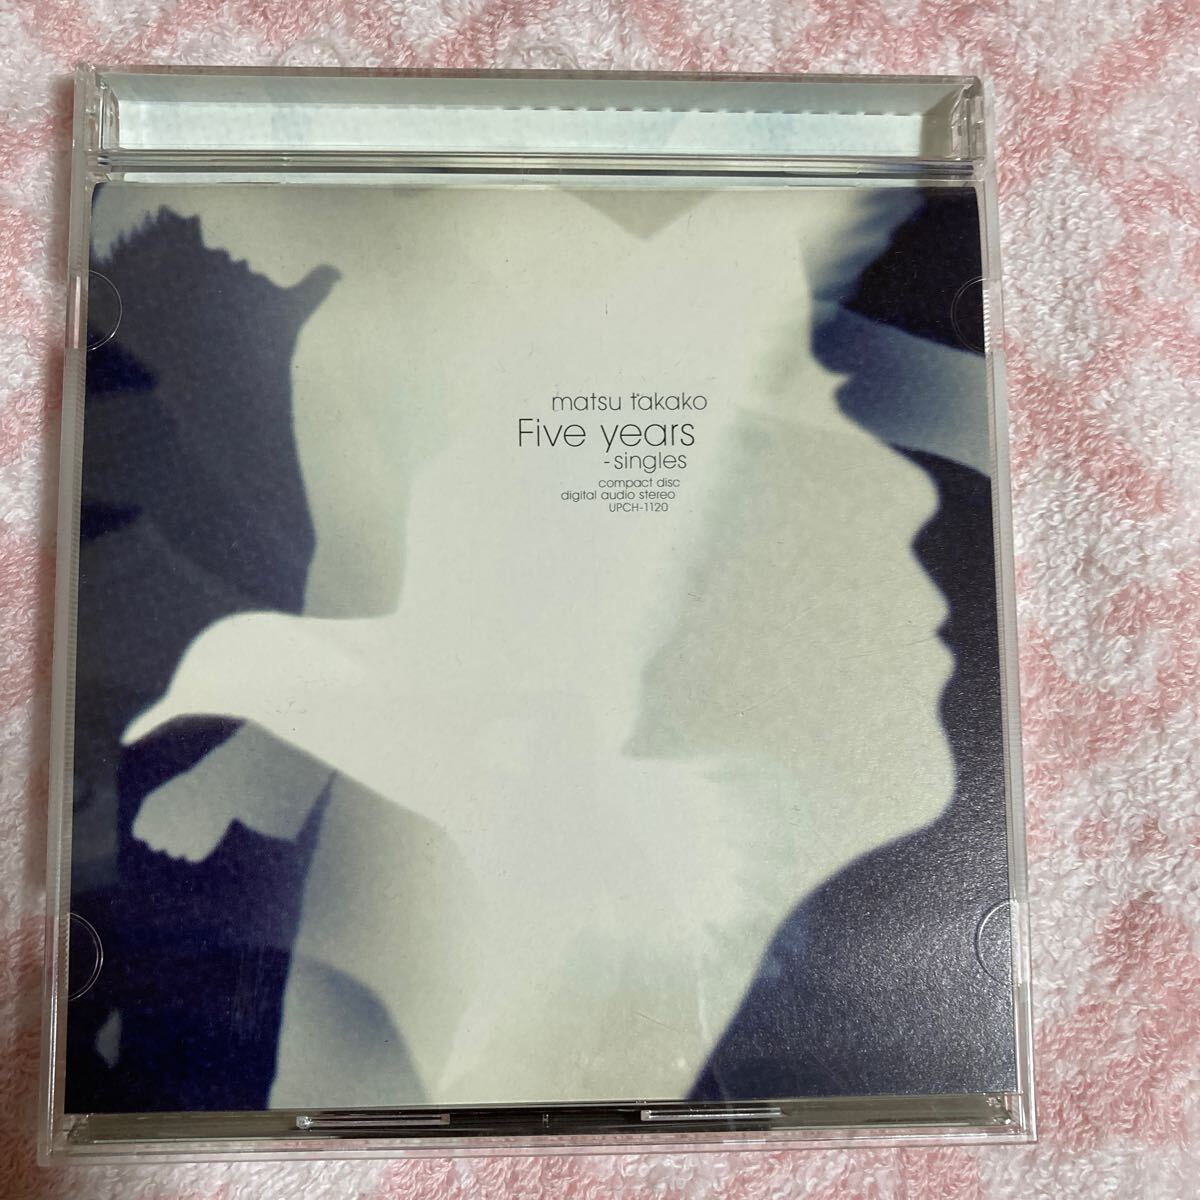 matsu takako
Five years
-singles
compact disc
digital audio stereo
UPCH-1120